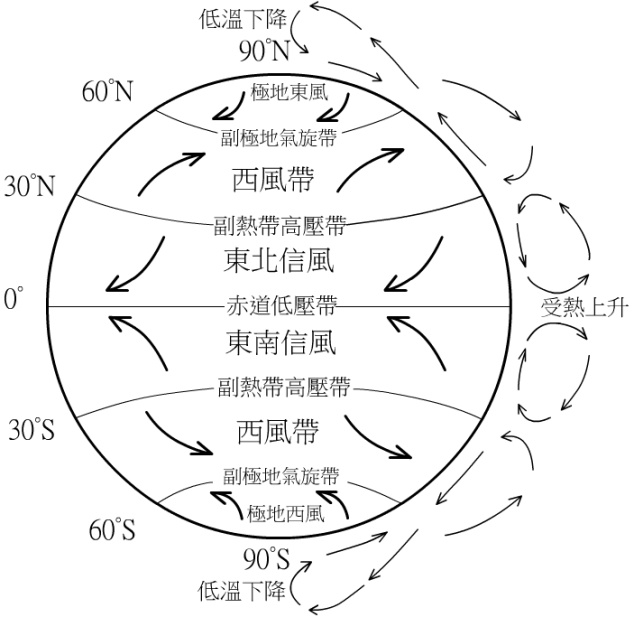 低溫下降
90°N
60°N
極地東風
副極地氣旋帶
西風帶
30°N
副熱帶高壓帶
東北信風
0°
赤道低壓帶
受熱上升
東南信風
副熱帶高壓帶
30°S
西風帶
副極地氣旋帶
極地西風
60°S
90°S
低溫下降